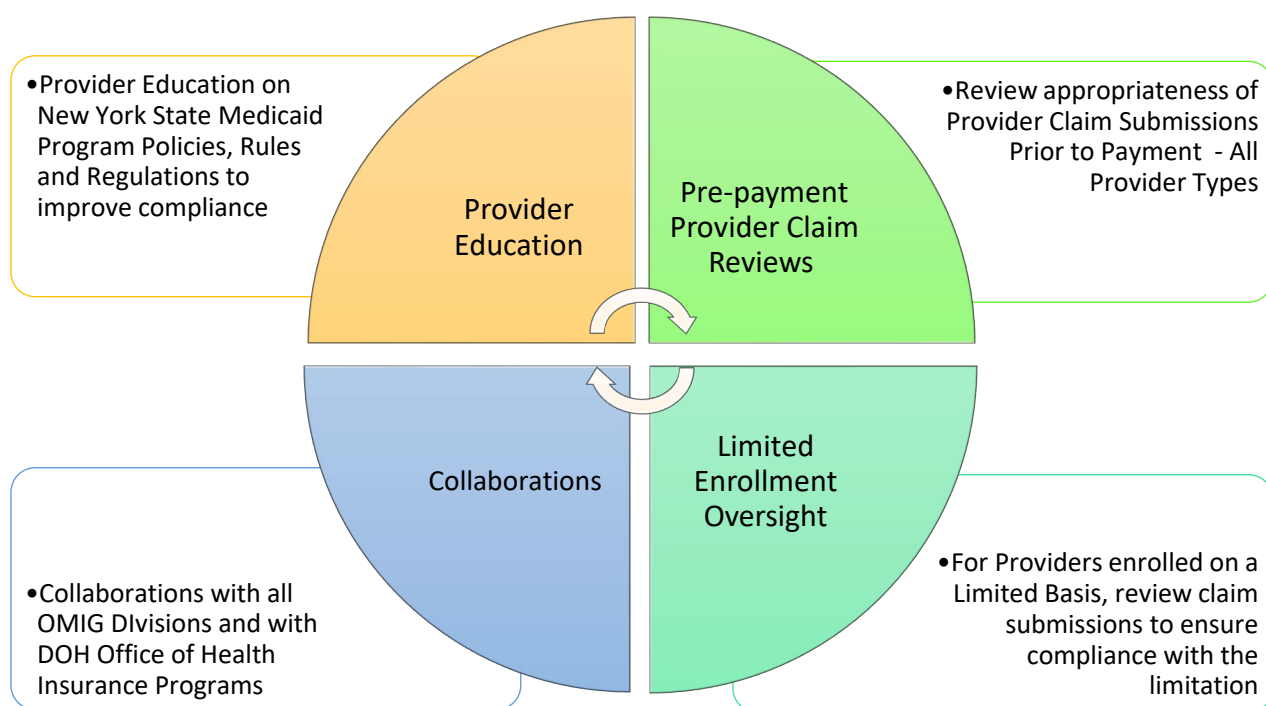 •Provider Education on
New York State Medicaid
Program Policies, Rules
and Regulations to
improve compliance
Provider
Education
Pre-payment
Provider Claim
Reviews
•Review appropriateness of
Provider Claim Submissions
Prior to Payment - All
Provider Types
Collaborations
•Collaborations with all
OMIG DIvisions and with
DOH Office of Health
Insurance Programs
Limited
Enrollment
Oversight
•For Providers enrolled on a
Limited Basis, review claim
submissions to ensure
compliance with the
limitation